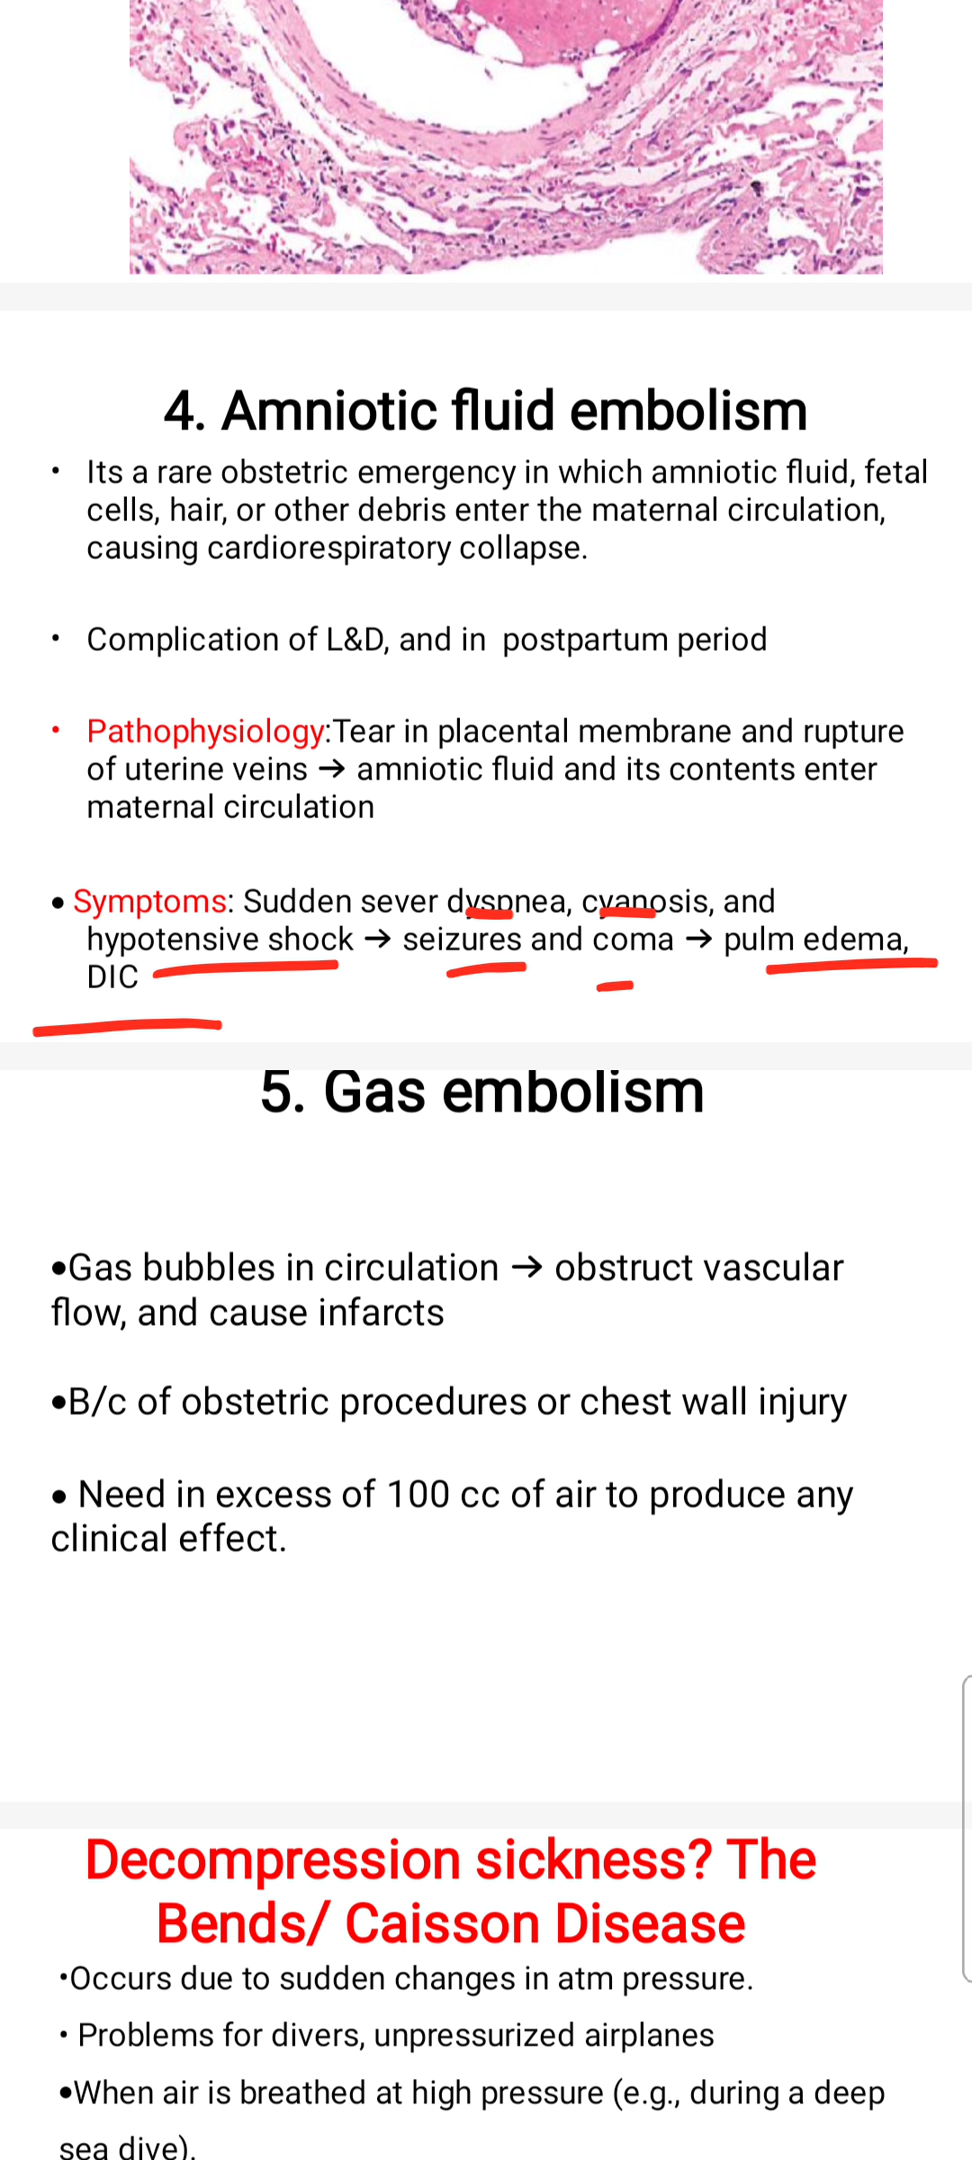 4. Amniotic fluid embolism
• Its a rare obstetric emergency in which amniotic fluid, fetal
cells, hair, or other debris enter the maternal circulation,
causing cardiorespiratory collapse.
• Complication of L&D, and in postpartum period
• Pathophysiology:Tear in placental membrane and rupture
of uterine veins → amniotic fluid and its contents enter
maternal circulation
• Symptoms: Sudden sever dyspnea, cyanosis, and
hypotensive shock → seizures and coma → pulm edema,
DIC
5. Gas embolism
•Gas bubbles in circulation → obstruct vascular
flow, and cause infarcts
•B/c of obstetric procedures or chest wall injury
• Need in excess of 100 cc of air to produce any
clinical effect.
Decompression sickness? The
Bends/ Caisson Disease
•Occurs due to sudden changes in atm pressure.
• Problems for divers, unpressurized airplanes
•When air is breathed at high pressure (e.g., during a deep
sea dive).